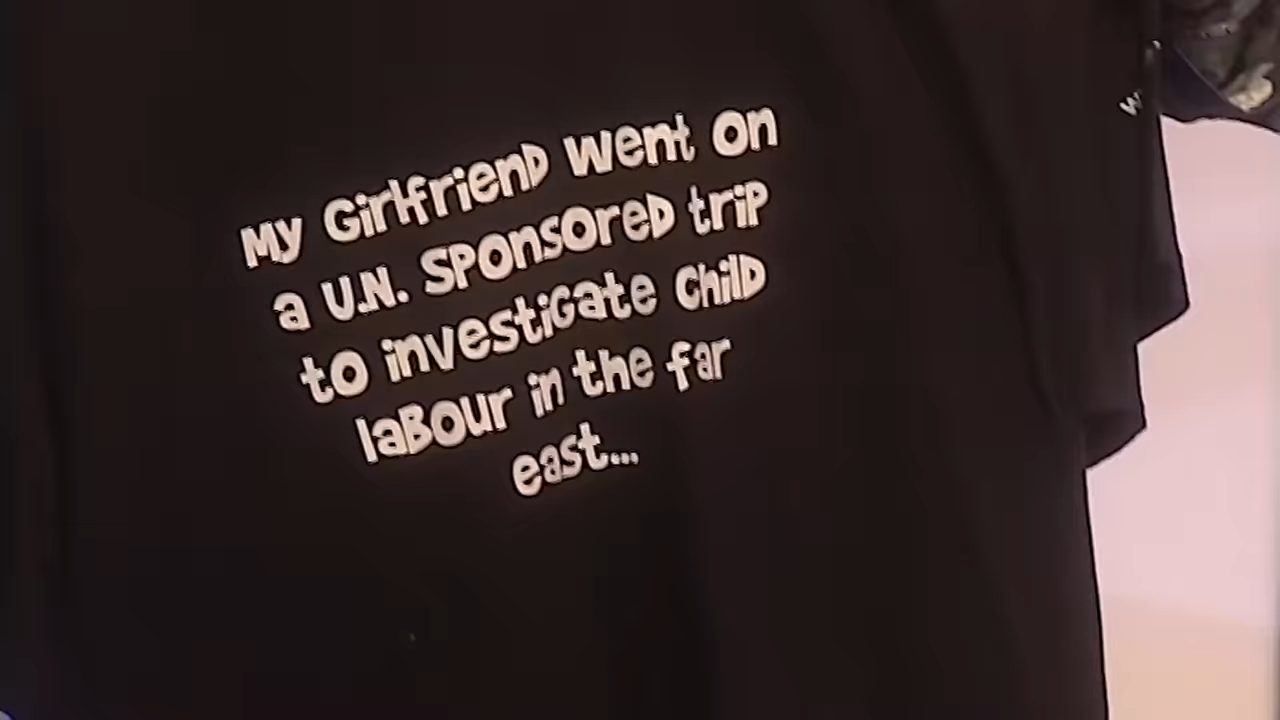 My Girlfriend went on
a U.N. sponsored trip
to investigate child
labour in the far
east...